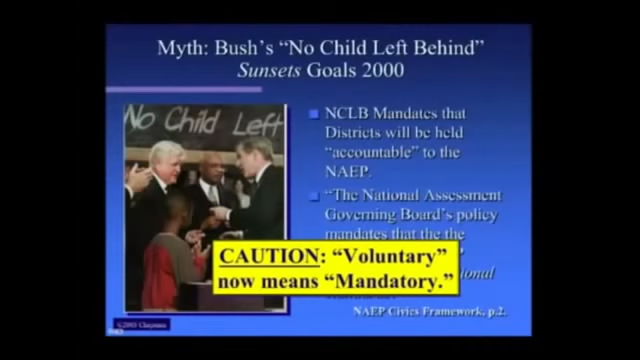 Myth: Bush's “No Child Left Behind”
Sunsets Goals 2000
No Child Left
NCLB Mandates that
Districts will be held
“accountable” to the
NAEP.
“The National Assessment
Governing Board's policy
mandates that the the
CAUTION: “Voluntary”
now means “Mandatory.”
NAEP Civics Framework, p.2.